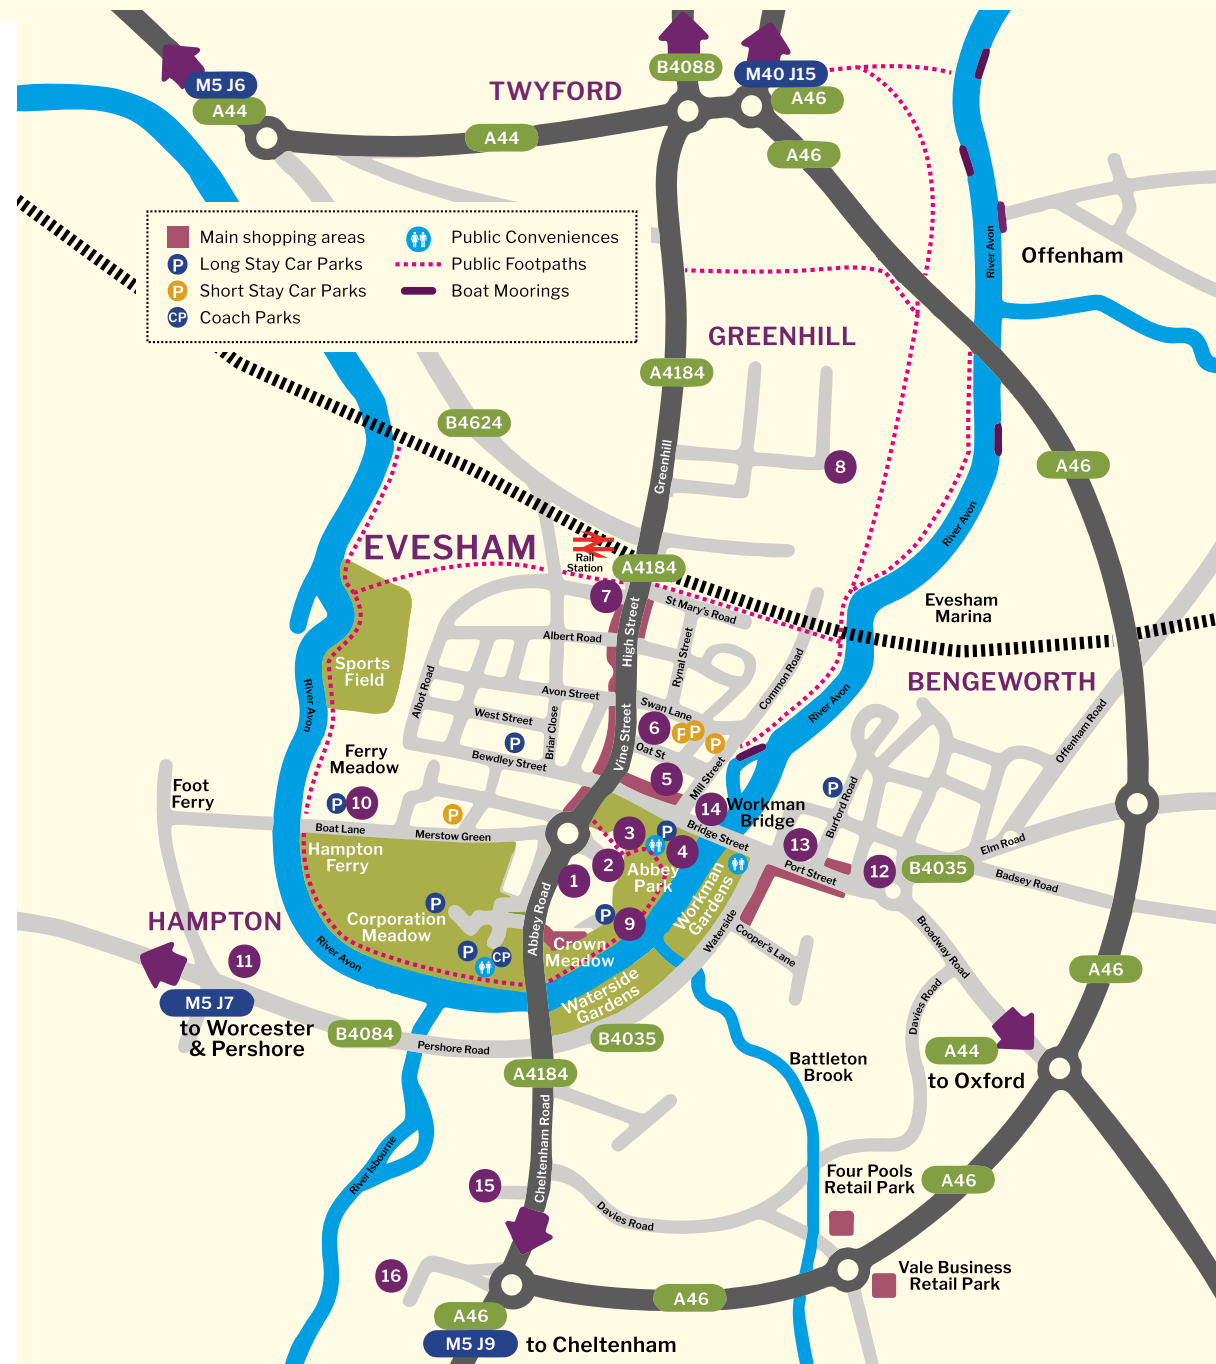 M5 J6
A44
TWYFORD
A44
B4088
M40 J15
A46
A46
Main shopping areas
P Long Stay Car Parks
P Short Stay Car Parks
CP Coach Parks
Public Conveniences
Public Footpaths
Boat Moorings
River Avon
Offenham
GREENHILL
A4184
B4624
Greenhill
8
A46
River Avon
EVESHAM
Rail
Station
A4184
7
St Mary's Road
Evesham
Marina
High Street
Albert Road
Rynal Street
Common Road
Sports
Field
River Avon
Albot Road
BENGEWORTH
River Avon
Offenham Road
Avon Street
Swan Lane
West Street
Briar Close
Vine Street
6
P
P
P
Oat St
P
Bewdley Street
Ferry
Meadow
5
Mill Street
P
Burford Road
Foot
Ferry
P
10
P
14
Workman
Bridge
Boat Lane
Merstow Green
3
P
Bridge Street
13
Elm Road
Hampton
Ferry
2
4
Port Street
12
B4035
Badsey Road
1
Abbey
Park
Workman
Gardens
P
Corporation
Meadow
Abbey Road
P
9
HAMPTON
Waterside
Cooper's Lane
Broadway Road
P
CP
Crown
Meadow
River Avon
11
A46
M5 J7
to Worcester
& Pershore
Waterside
Gardens
Davies Road
B4084
Pershore Road
B4035
A44
to Oxford
A4184
Battleton
Brook
Cheltenham Road
River Isbourne
15
Davies Road
Four Pools
Retail Park
A46
16
Vale Business
Retail Park
A46
A46
M5 J9
to Cheltenham